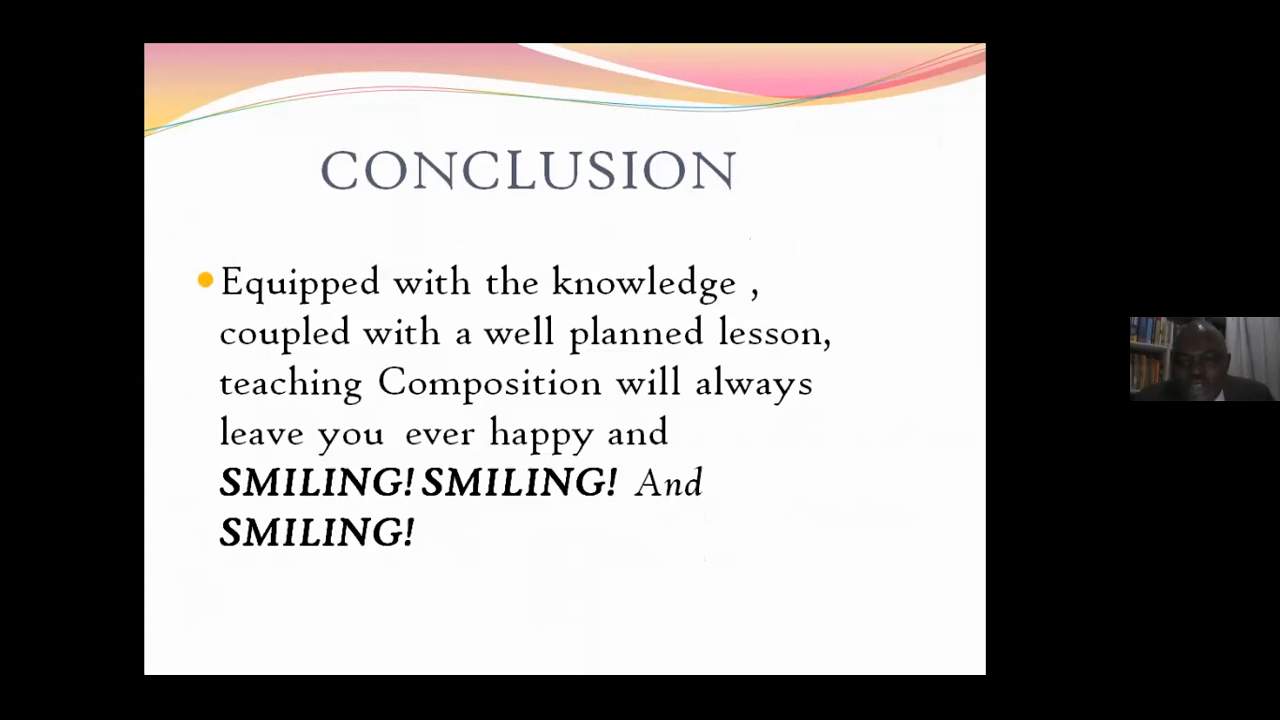 CONCLUSION
Equipped with the knowledge ,
coupled with a well planned lesson,
teaching Composition will always
leave you ever happy and
SMILING! SMILING! And
SMILING!